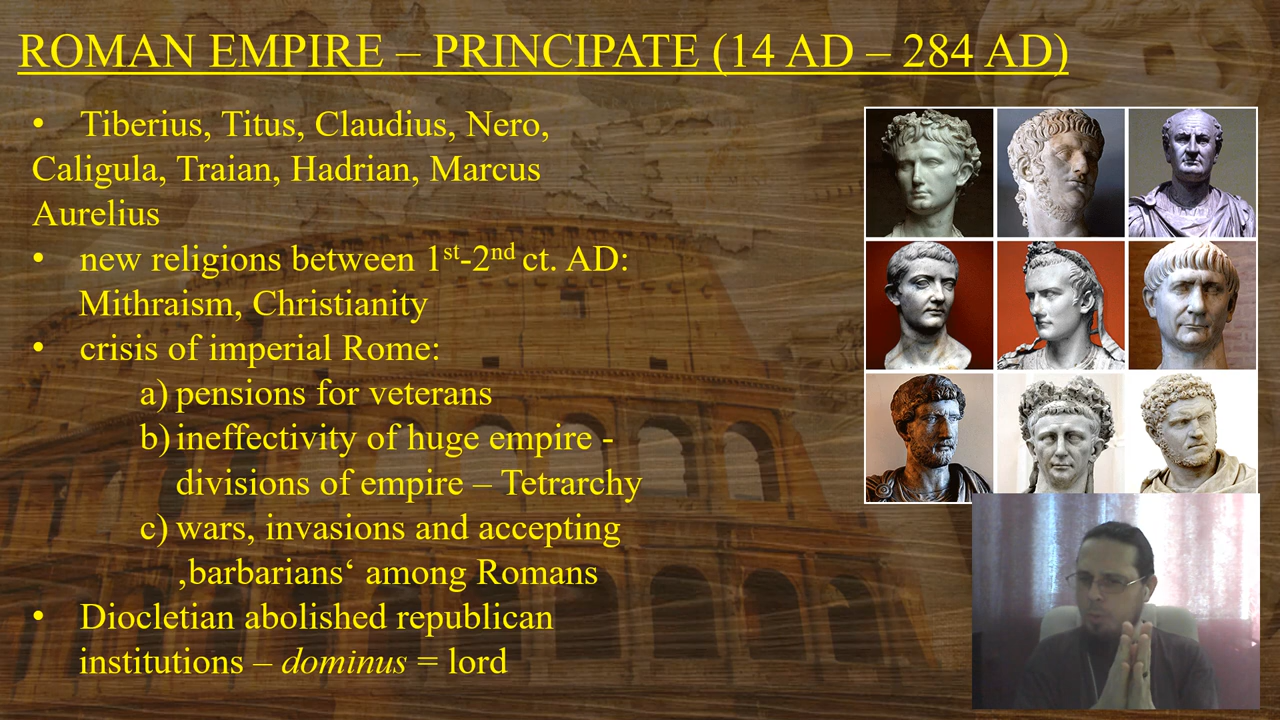 ROMAN EMPIRE – PRINCIPATE (14 AD – 284 AD)
• Tiberius, Titus, Claudius, Nero,
Caligula, Traian, Hadrian, Marcus
Aurelius
• new religions between 1st-2nd ct. AD:
Mithraism, Christianity
• crisis of imperial Rome:
a) pensions for veterans
b) ineffectivity of huge empire -
divisions of empire – Tetrarchy
c) wars, invasions and accepting
‚barbarians‘ among Romans
• Diocletian abolished republican
institutions – dominus = lord